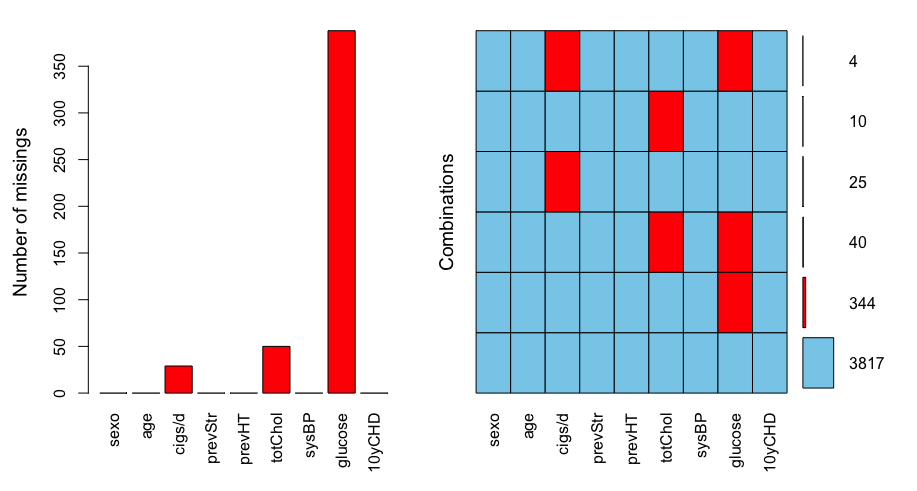 Number of missings
350
300
250
200
150
100
50
0
sexo
age
cigs/d
prevStr
prevHT
totChol
sysBP
glucose
10yCHD
Combinations
sexo
age
cigs/d
prevStr
prevHT
totChol
sysBP
glucose
10yCHD
4
10
25
40
344
3817